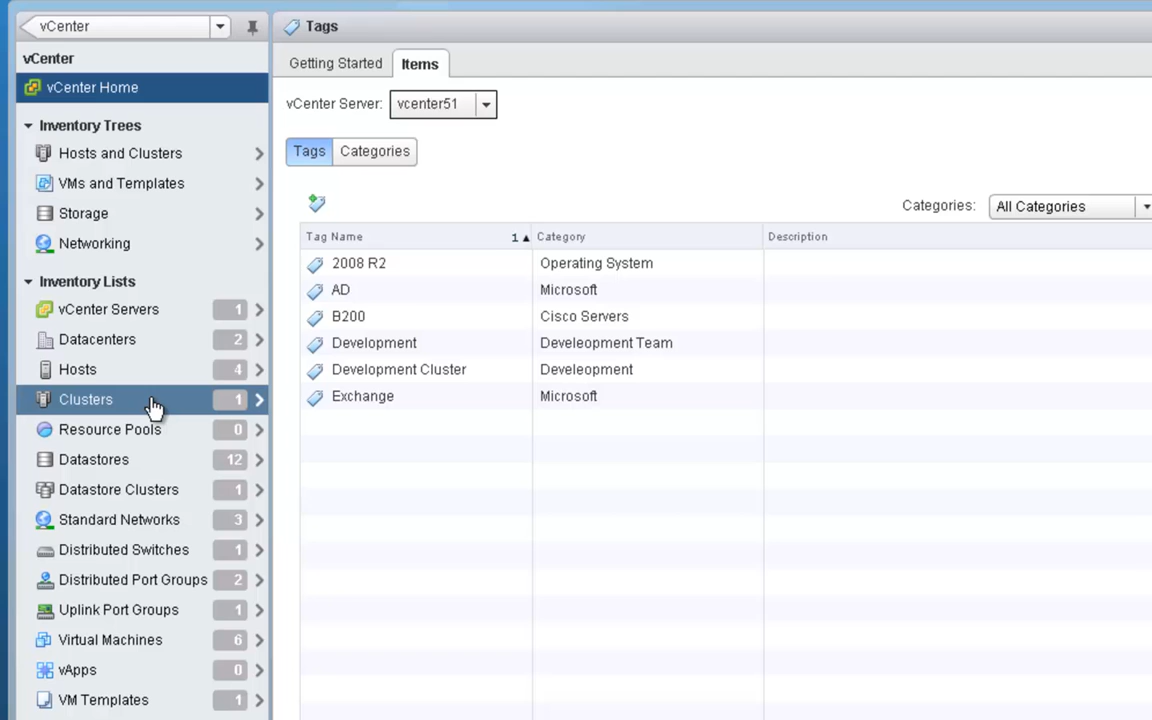 vCenter
vCenter
vCenter Home
Inventory Trees
Hosts and Clusters
VMs and Templates
Storage
Networking
Inventory Lists
vCenter Servers 1
Datacenters 2
Hosts 4
Clusters 1
Resource Pools 0
Datastores 12
Datastore Clusters 1
Standard Networks 3
Distributed Switches 1
Distributed Port Groups 2
Uplink Port Groups 1
Virtual Machines 6
vApps 0
VM Templates 1
Tags
Getting Started Items
vCenter Server: vcenter51
Tags Categories
Categories: All Categories
Tag Name 1 Category Description
2008 R2 Operating System
AD Microsoft
B200 Cisco Servers
Development Develeopment Team
Development Cluster Develeopment
Exchange Microsoft